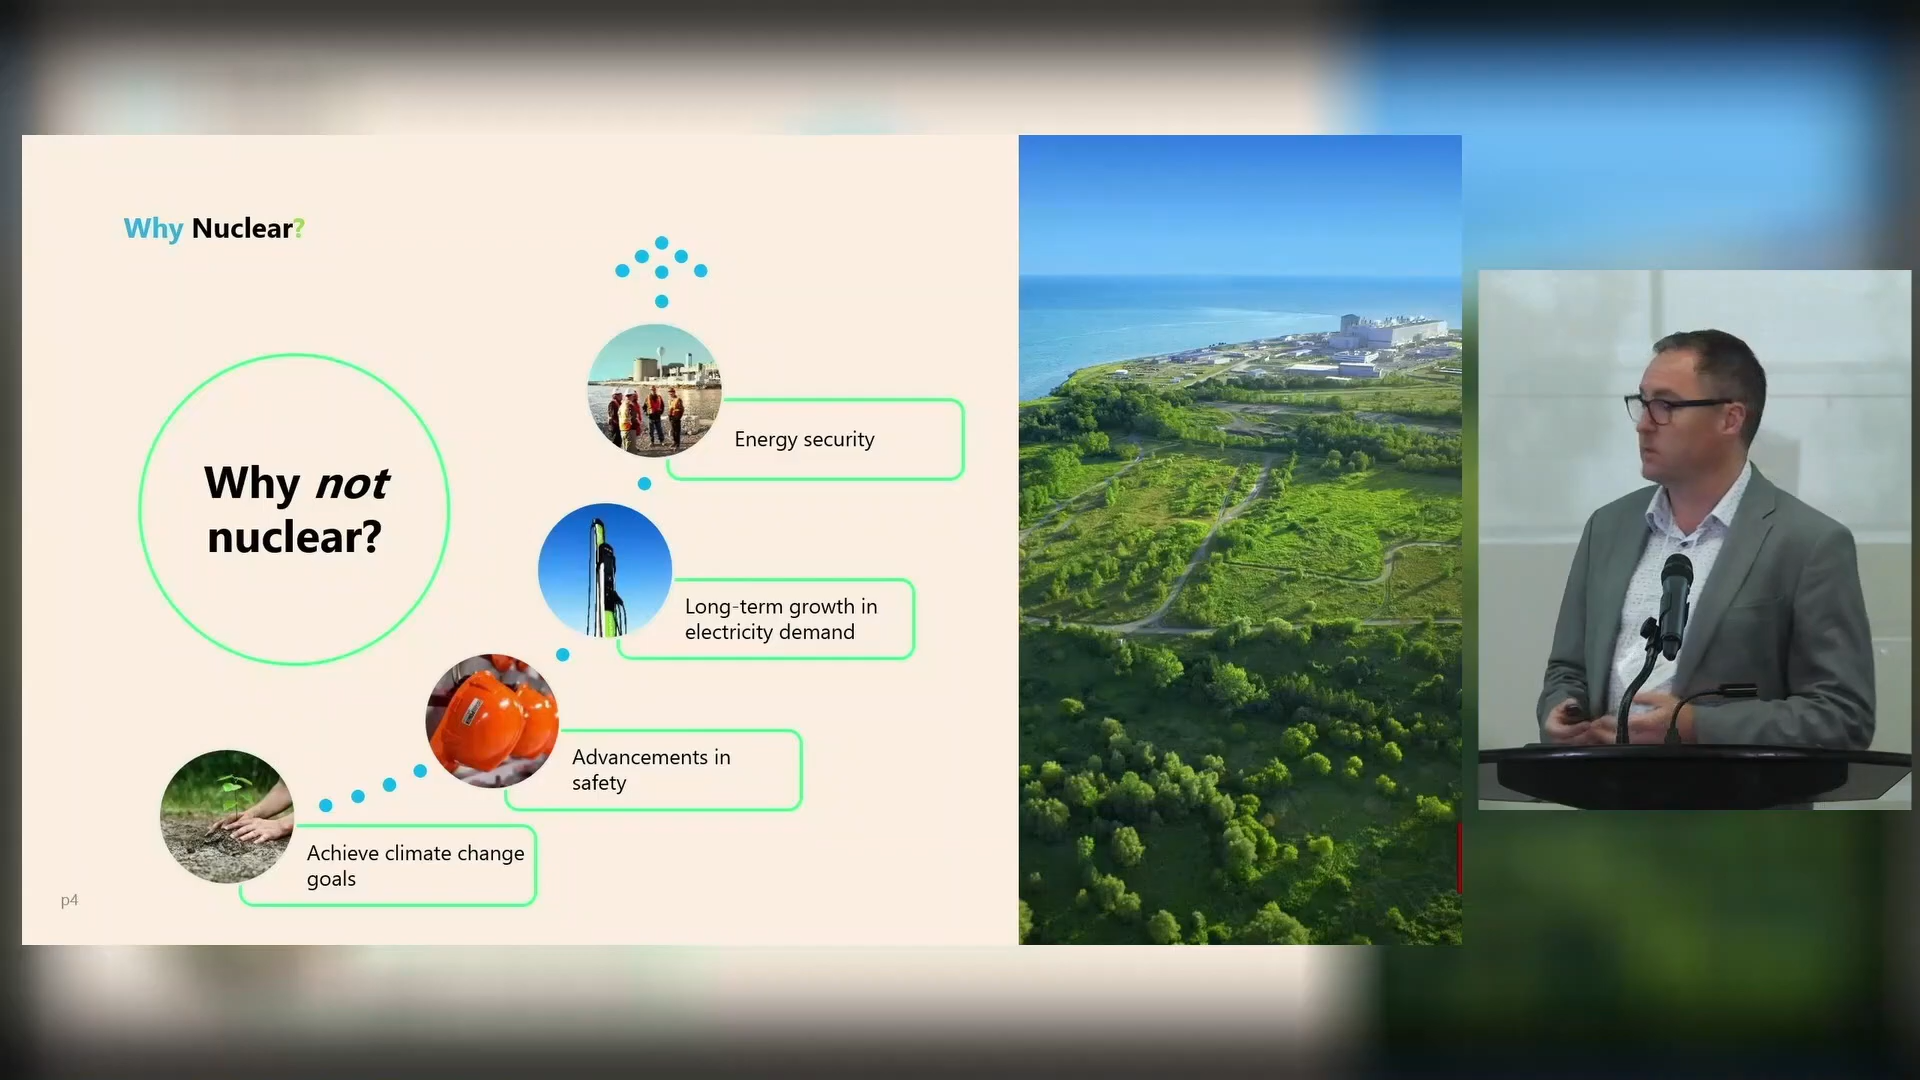 Why Nuclear?
Why not
nuclear?
Energy security
Long-term growth in
electricity demand
Advancements in
safety
Achieve climate change
goals
p4